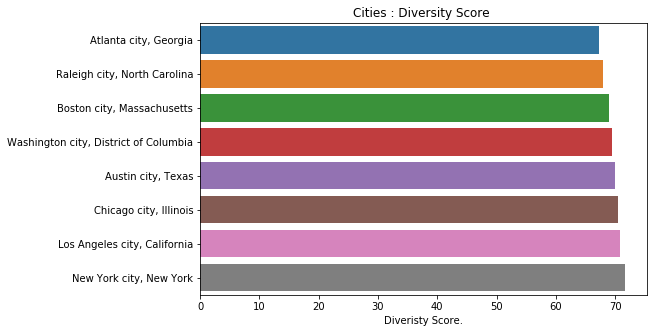 Cities : Diversity Score
Atlanta city, Georgia
Raleigh city, North Carolina
Boston city, Massachusetts
Washington city, District of Columbia
Austin city, Texas
Chicago city, Illinois
Los Angeles city, California
New York city, New York
0 10 20 30 40 50 60 70
Diveristy Score.